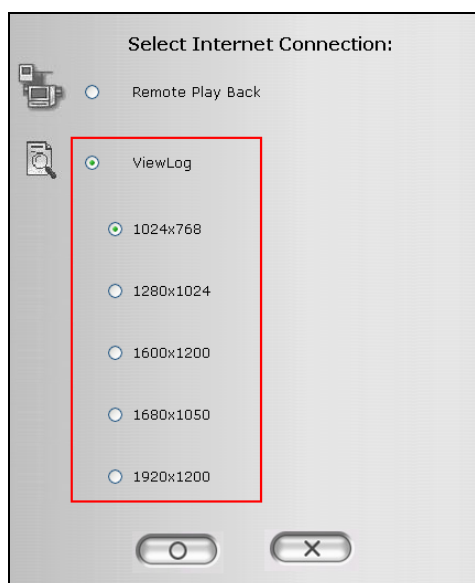 Select Internet Connection:
Remote Play Back
ViewLog
1024x768
1280x1024
1600x1200
1680x1050
1920x1200